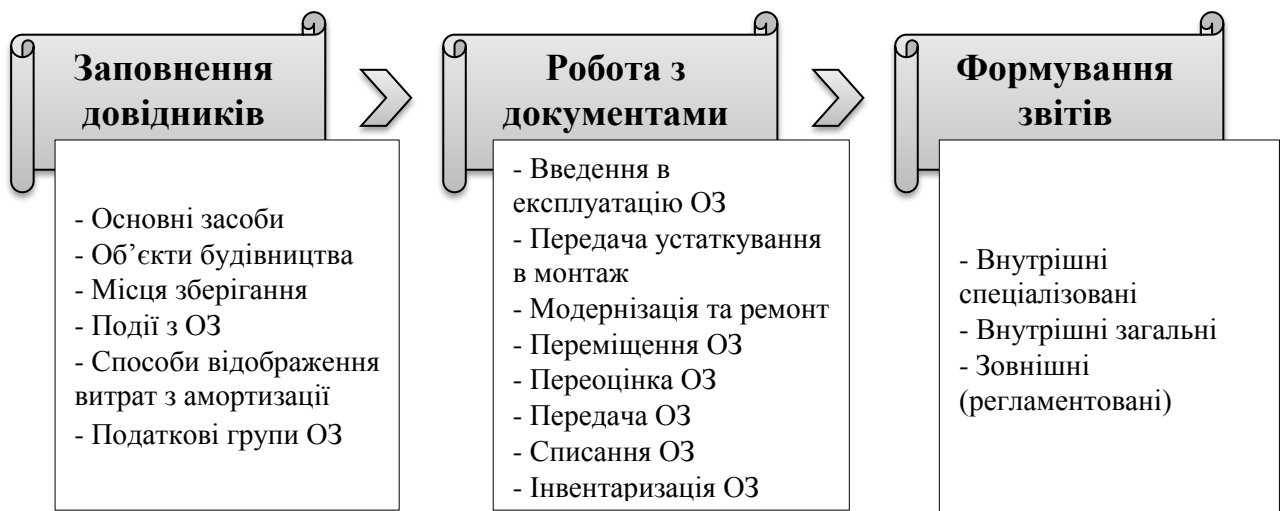 Заповнення
довідників
- Основні засоби
- Об’єкти будівництва
- Місця зберігання
- Події з ОЗ
- Способи відображення
витрат з амортизації
- Податкові групи ОЗ
Робота з
документами
- Введення в
експлуатацію ОЗ
- Передача устаткування
в монтаж
- Модернізація та ремонт
- Переміщення ОЗ
- Переоцінка ОЗ
- Передача ОЗ
- Списання ОЗ
- Інвентаризація ОЗ
Формування
звітів
- Внутрішні
спеціалізовані
- Внутрішні загальні
- Зовнішні
(регламентовані)